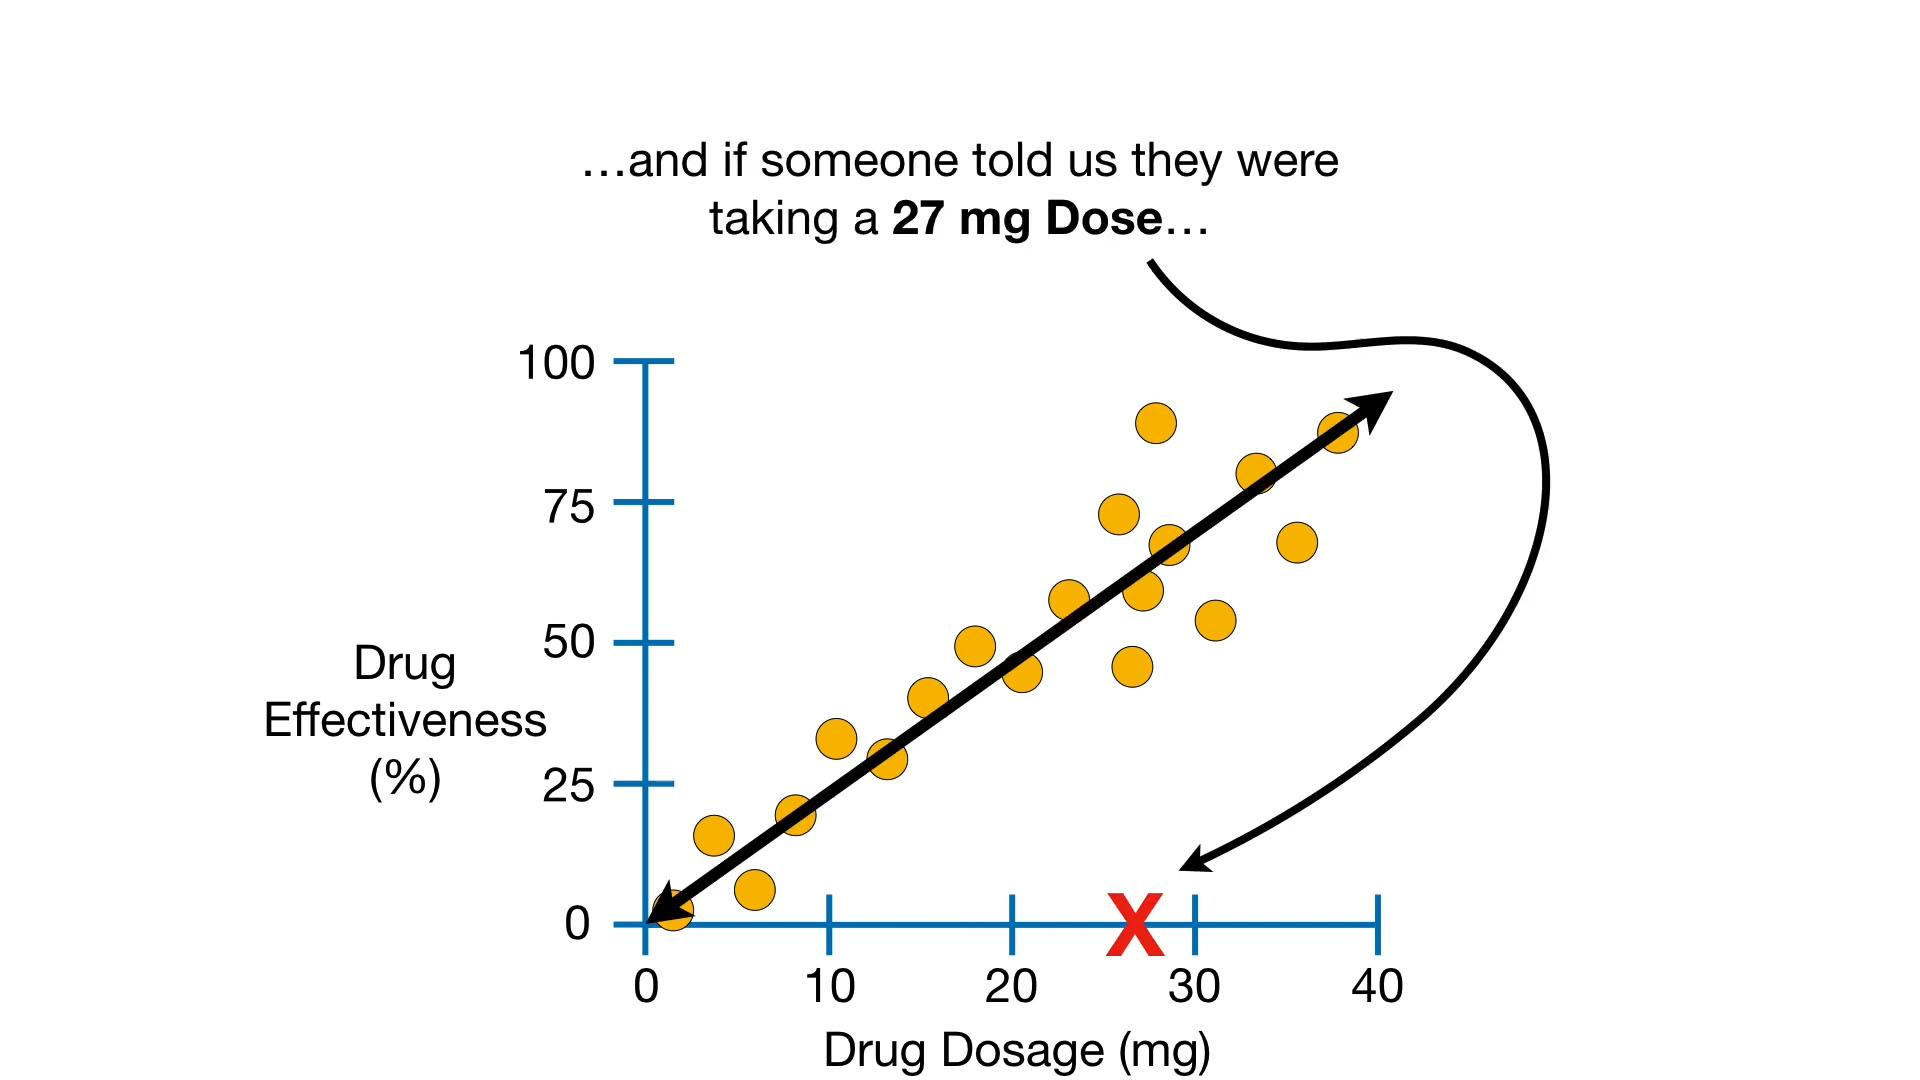 …and if someone told us they were
taking a 27 mg Dose…
100
75
50
25
0
Drug
Effectiveness
(%)
X
0 10 20 30 40
Drug Dosage (mg)